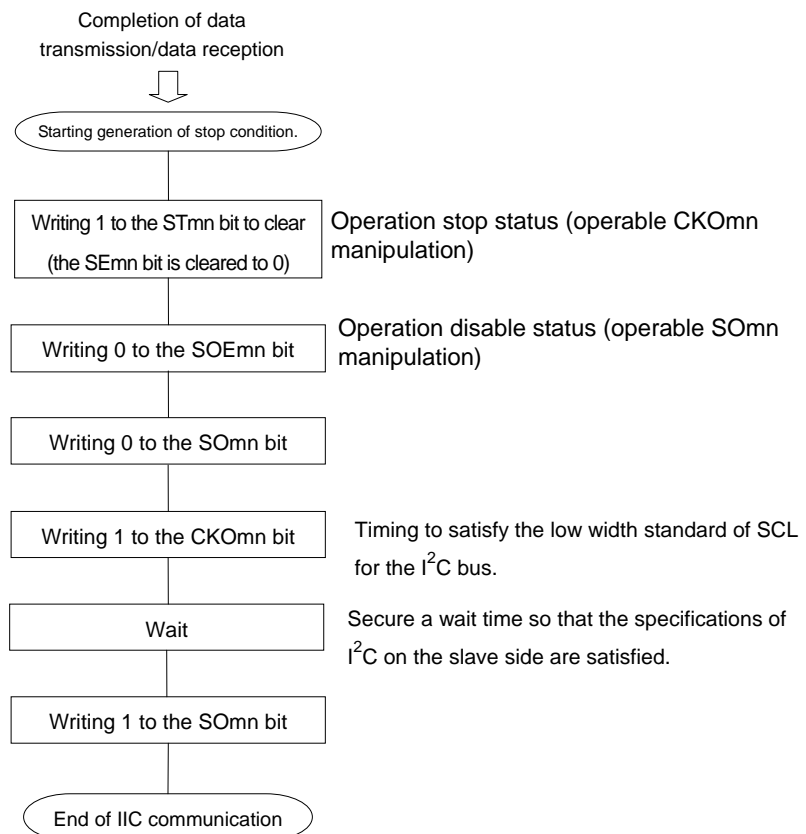 Completion of data
transmission/data reception
Starting generation of stop condition.
Writing 1 to the STmn bit to clear
(the SEmn bit is cleared to 0)
Operation stop status (operable CKOmn
manipulation)
Writing 0 to the SOEmn bit
Operation disable status (operable SOmn
manipulation)
Writing 0 to the SOmn bit
Writing 1 to the CKOmn bit
Timing to satisfy the low width standard of SCL
for the I²C bus.
Wait
Secure a wait time so that the specifications of
I²C on the slave side are satisfied.
Writing 1 to the SOmn bit
End of IIC communication